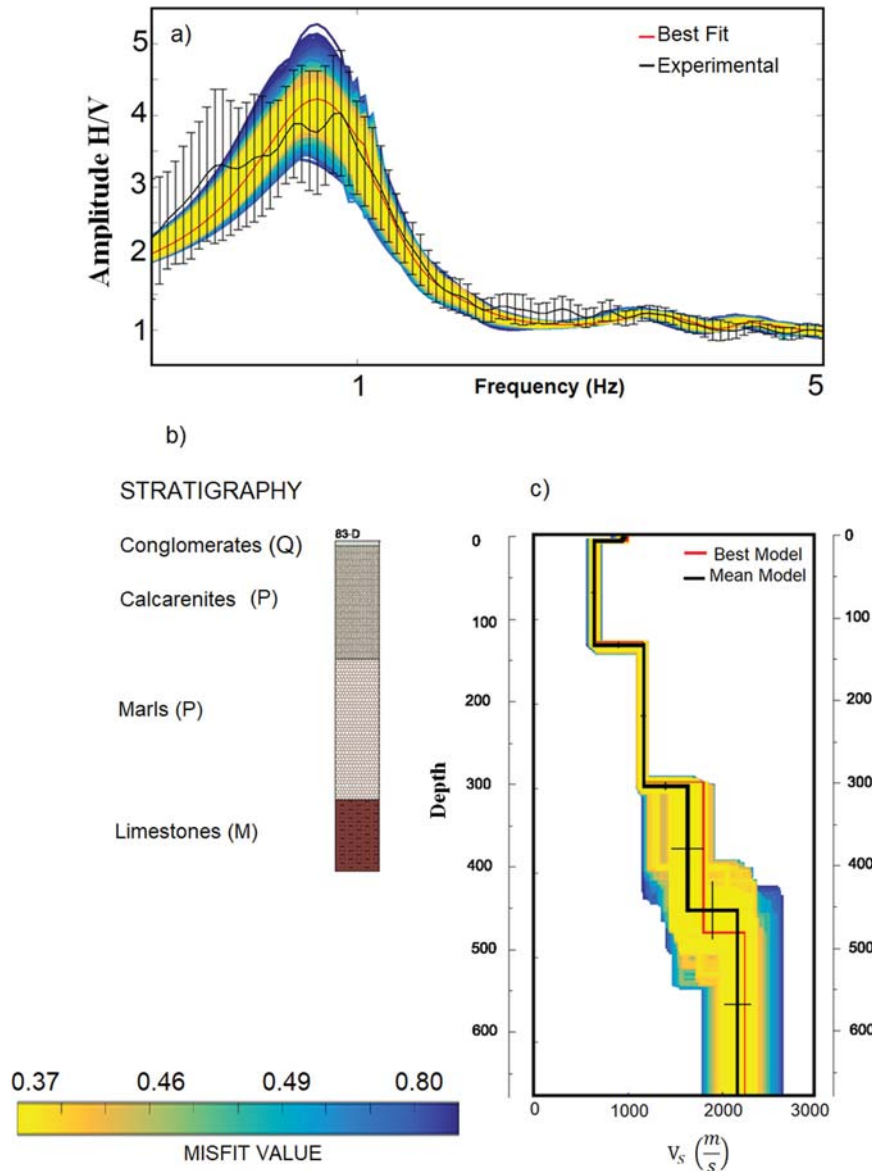 a)
Best Fit
Experimental
5
4
3
2
1
Amplitude H/V
1
Frequency (Hz)
5
b)
STRATIGRAPHY
83-D
Conglomerates (Q)
Calcarenites (P)
Marls (P)
Limestones (M)
c)
Best Model
Mean Model
0
100
200
300
400
500
600
Depth
0
100
200
300
400
500
600
0
1000
2000
3000
V_s (m/s)
0.37
0.46
0.49
0.80
MISFIT VALUE